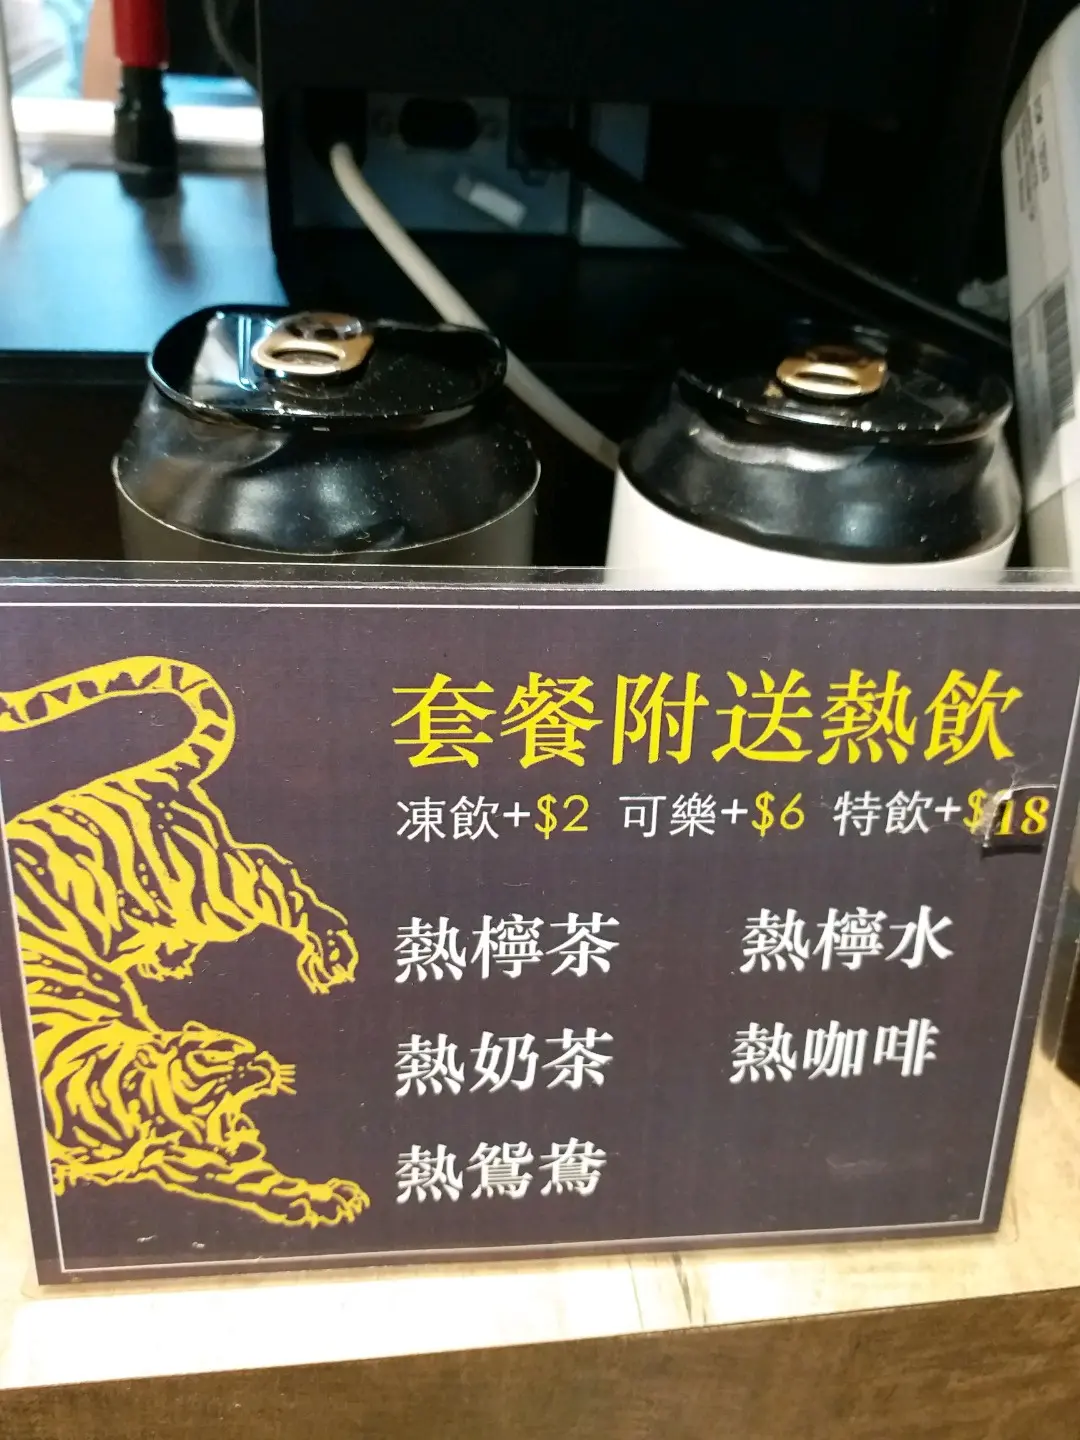 套餐附送熱飲
凍飲+$2 可樂+$6 特飲+$18
熱檸茶 熱檸水
熱奶茶 熱咖啡
熱鴛鴦